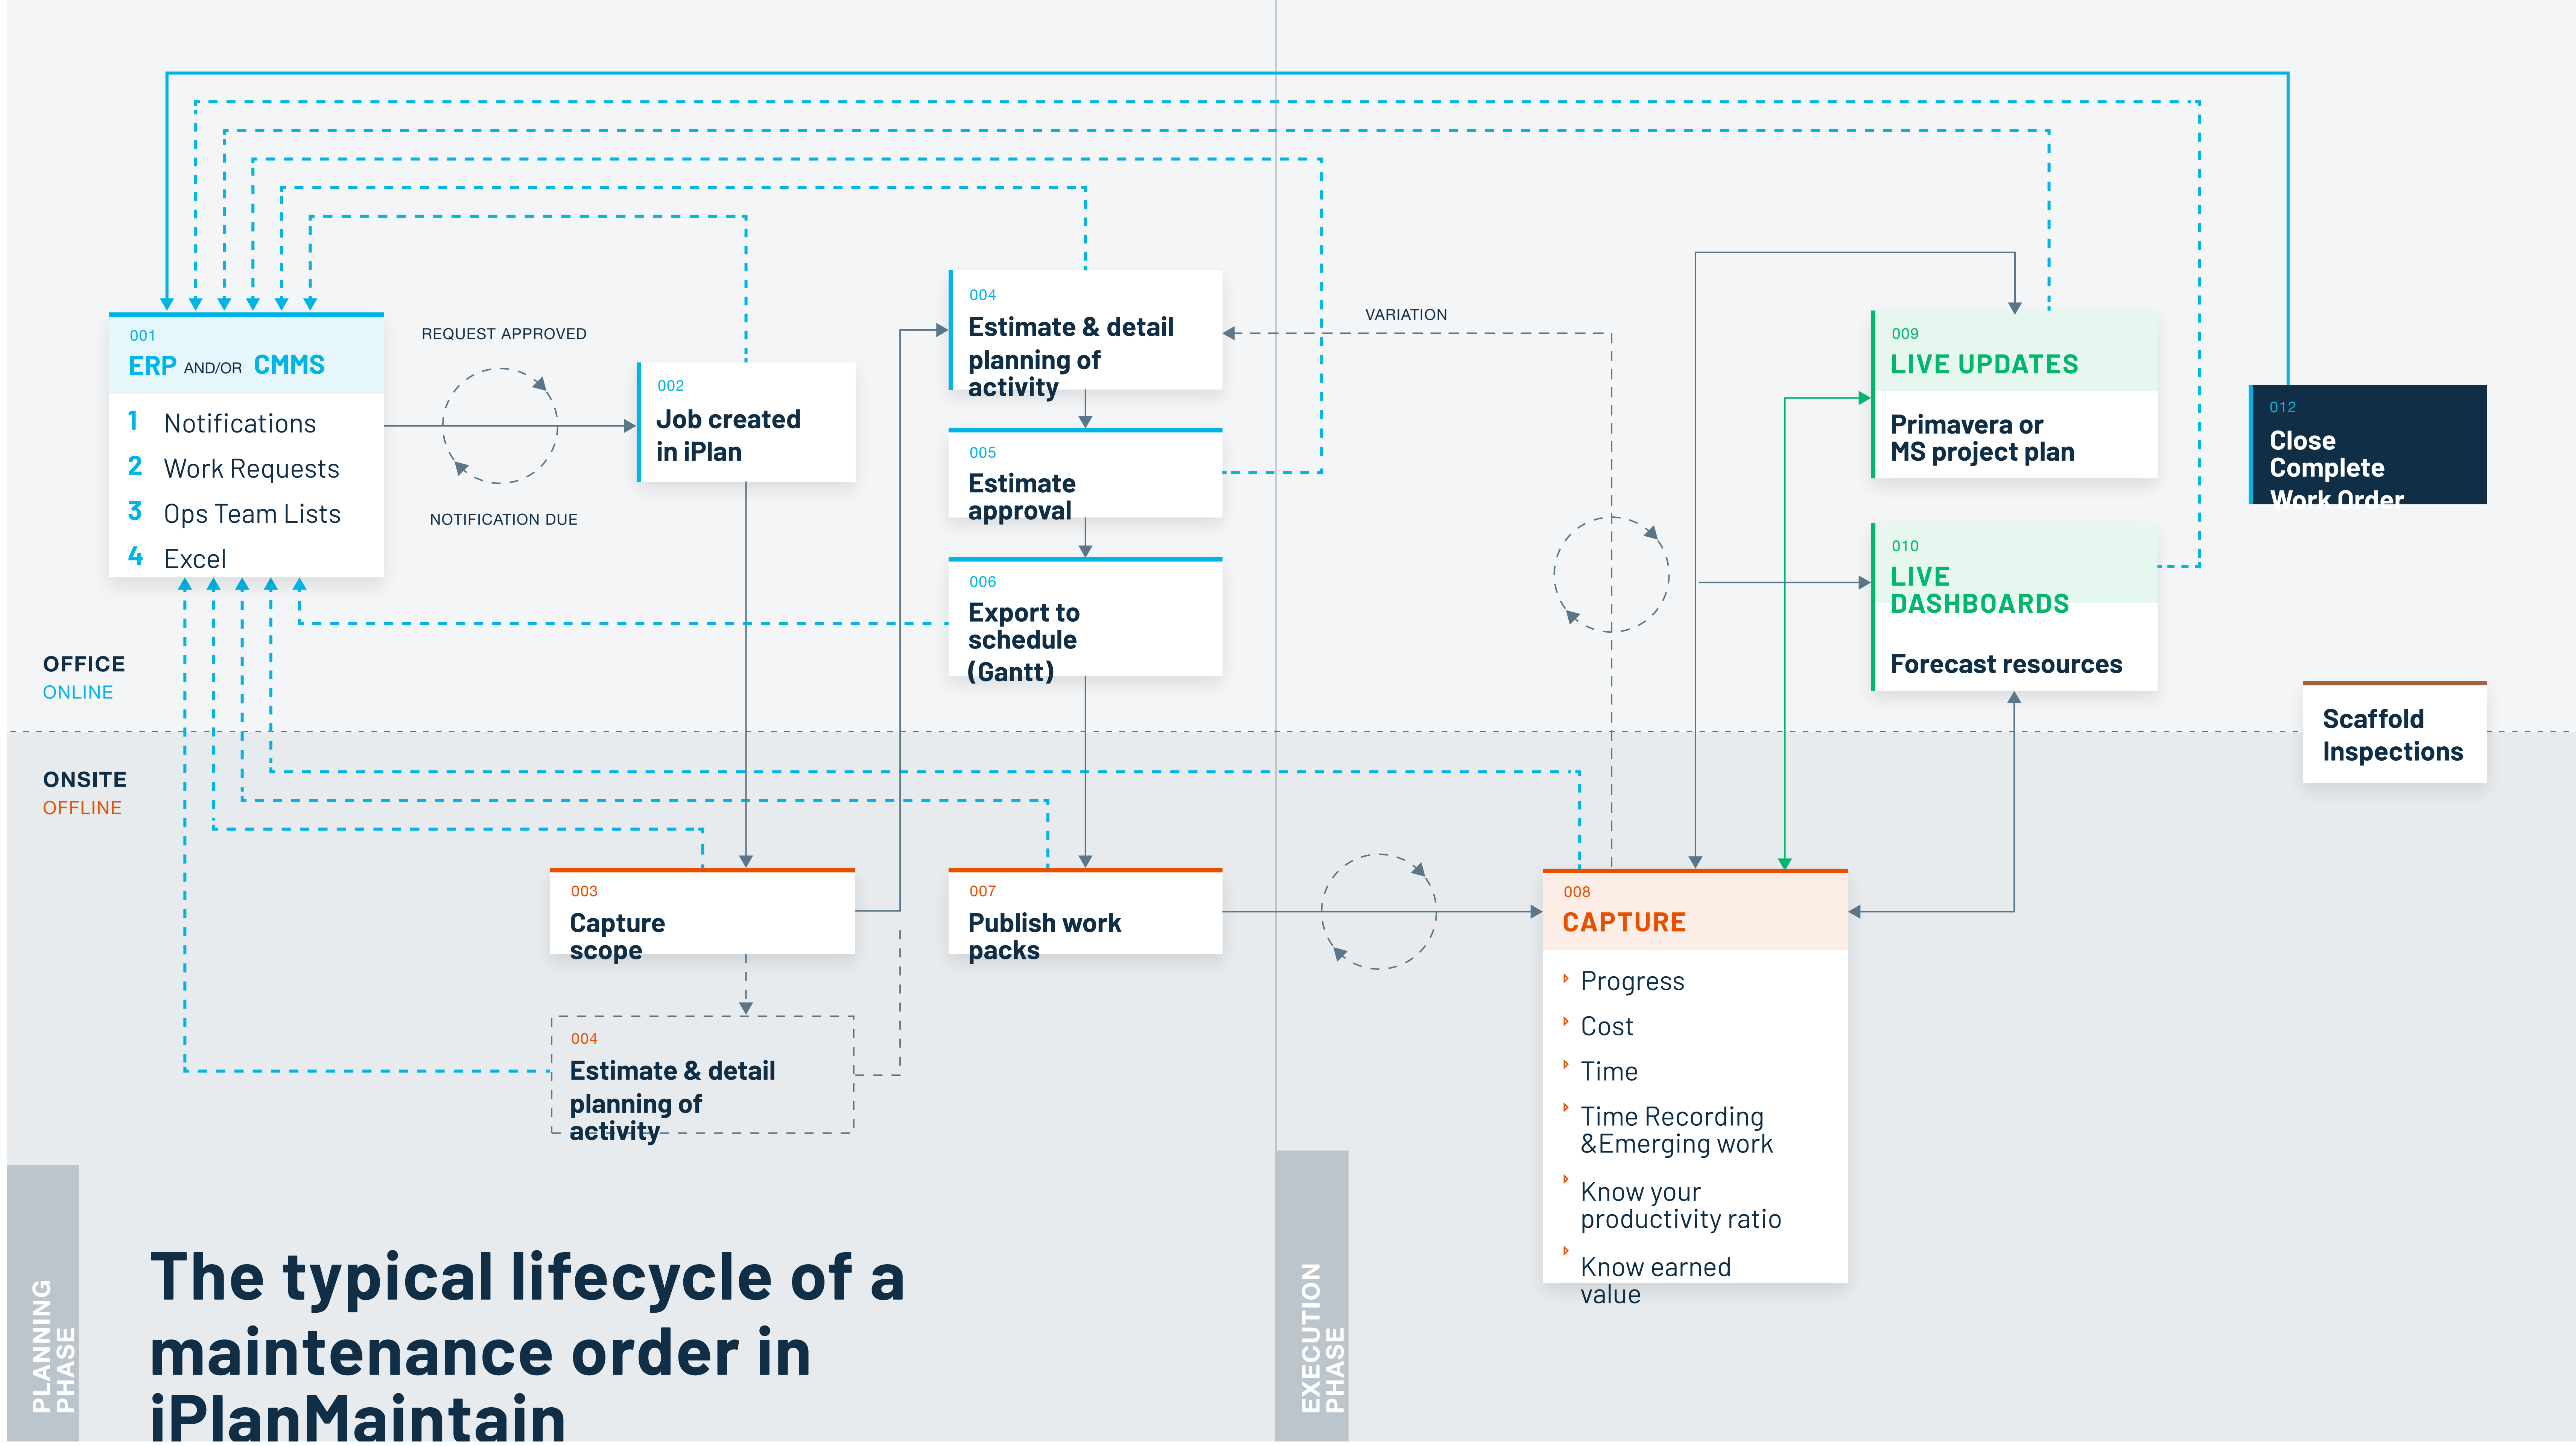 001
ERP AND/OR CMMS
1 Notifications
2 Work Requests
3 Ops Team Lists
4 Excel
REQUEST APPROVED
NOTIFICATION DUE
002
Job created
in iPlan
004
Estimate & detail
planning of
activity
005
Estimate
approval
006
Export to
schedule
(Gantt)
VARIATION
009
LIVE UPDATES
Primavera or
MS project plan
010
LIVE
DASHBOARDS
Forecast resources
012
Close
Complete
Work Order
Scaffold
Inspections
OFFICE
ONLINE
ONSITE
OFFLINE
003
Capture
scope
004
Estimate & detail
planning of
activity
007
Publish work
packs
008
CAPTURE
Progress
Cost
Time
Time Recording
&Emerging work
Know your
productivity ratio
Know earned
value
PLANNING
PHASE
The typical lifecycle of a
maintenance order in
iPlanMaintain
EXECUTION
PHASE